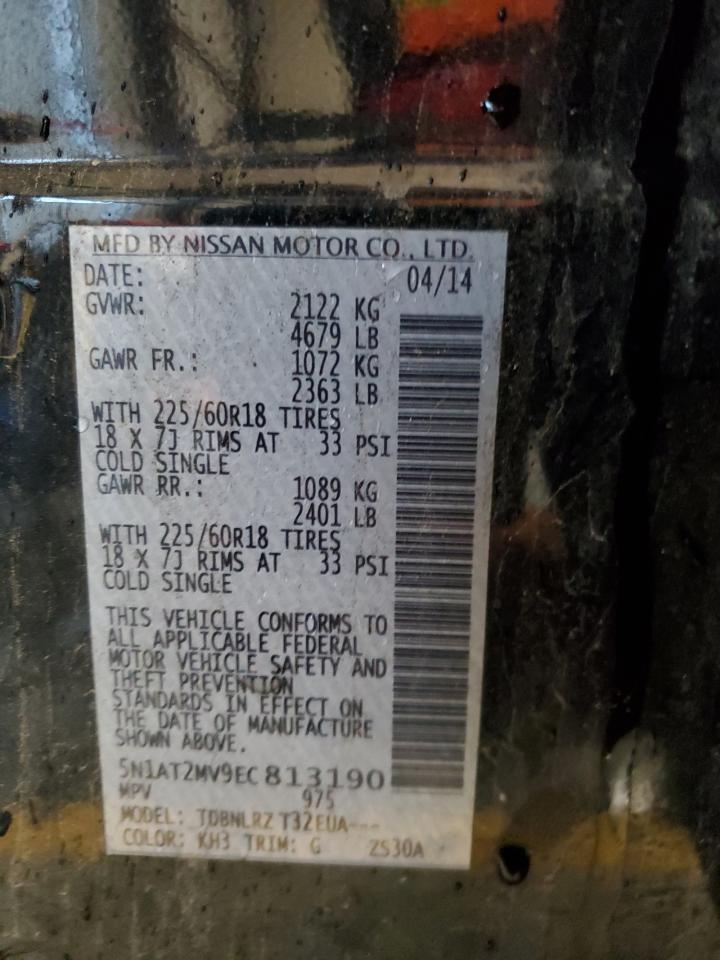 MFD BY NISSAN MOTOR CO., LTD.
DATE: 04/14
GVWR: 2122 KG
4679 LB
GAWR FR.: 1072 KG
2363 LB
WITH 225/60R18 TIRES
18 X 7J RIMS AT 33 PSI
COLD SINGLE
GAWR RR.: 1089 KG
2401 LB
WITH 225/60R18 TIRES
18 X 7J RIMS AT 33 PSI
COLD SINGLE
THIS VEHICLE CONFORMS TO
ALL APPLICABLE FEDERAL
MOTOR VEHICLE SAFETY AND
THEFT PREVENTION
STANDARDS IN EFFECT ON
THE DATE OF MANUFACTURE
SHOWN ABOVE.
5N1AT2MV9EC813190
MPV 975
MODEL: TDBNLRZ T32EUA---
COLOR: KH3 TRIM: G 2S30A